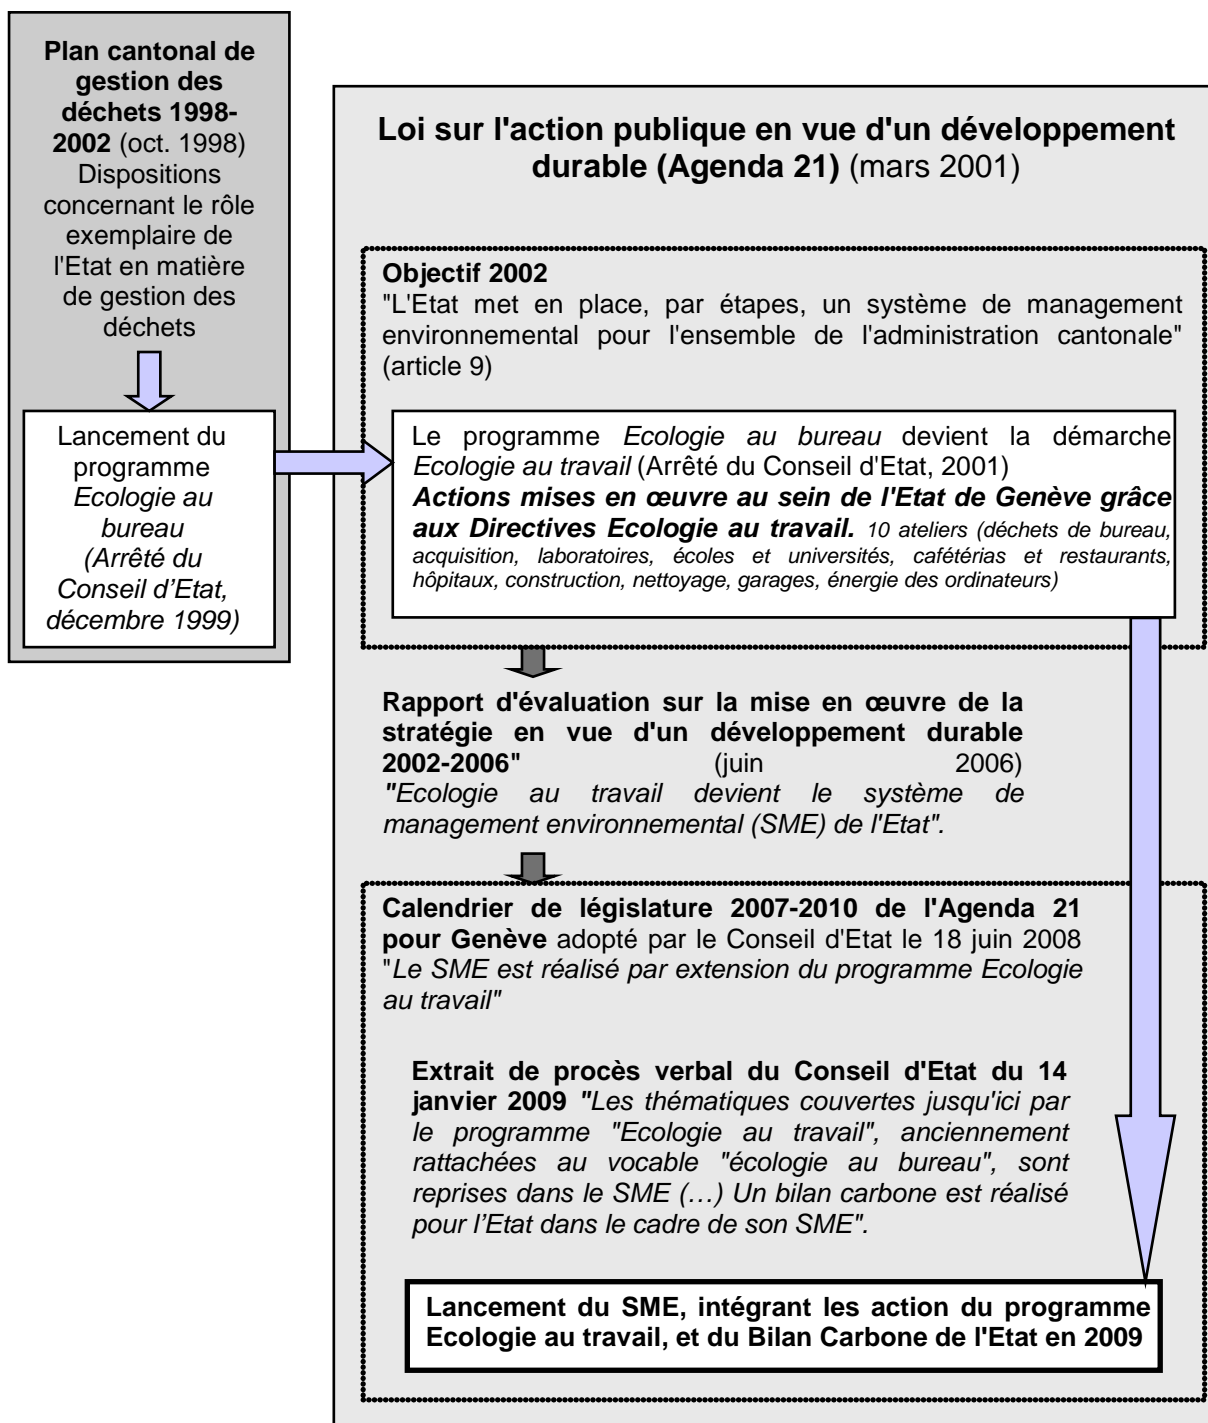 Plan cantonal de
gestion des
déchets 1998-
2002 (oct. 1998)
Dispositions
concernant le rôle
exemplaire de
l'Etat en matière
de gestion des
déchets
Lancement du
programme
Ecologie au
bureau
(Arrêté du
Conseil d’Etat,
décembre 1999)
Loi sur l'action publique en vue d'un développement
durable (Agenda 21) (mars 2001)
Objectif 2002
"L'Etat met en place, par étapes, un système de management
environnemental pour l'ensemble de l'administration cantonale"
(article 9)
Le programme Ecologie au bureau devient la démarche
Ecologie au travail (Arrêté du Conseil d'Etat, 2001)
Actions mises en œuvre au sein de l'Etat de Genève grâce
aux Directives Ecologie au travail. 10 ateliers (déchets de bureau,
acquisition, laboratoires, écoles et universités, cafétérias et restaurants,
hôpitaux, construction, nettoyage, garages, énergie des ordinateurs)
Rapport d'évaluation sur la mise en œuvre de la
stratégie en vue d'un développement durable
2002-2006" (juin 2006)
"Ecologie au travail devient le système de
management environnemental (SME) de l'Etat".
Calendrier de législature 2007-2010 de l'Agenda 21
pour Genève adopté par le Conseil d'Etat le 18 juin 2008
"Le SME est réalisé par extension du programme Ecologie
au travail"
Extrait de procès verbal du Conseil d'Etat du 14
janvier 2009 "Les thématiques couvertes jusqu'ici par
le programme "Ecologie au travail", anciennement
rattachées au vocable "écologie au bureau", sont
reprises dans le SME (…) Un bilan carbone est réalisé
pour l’Etat dans le cadre de son SME".
Lancement du SME, intégrant les action du programme
Ecologie au travail, et du Bilan Carbone de l'Etat en 2009